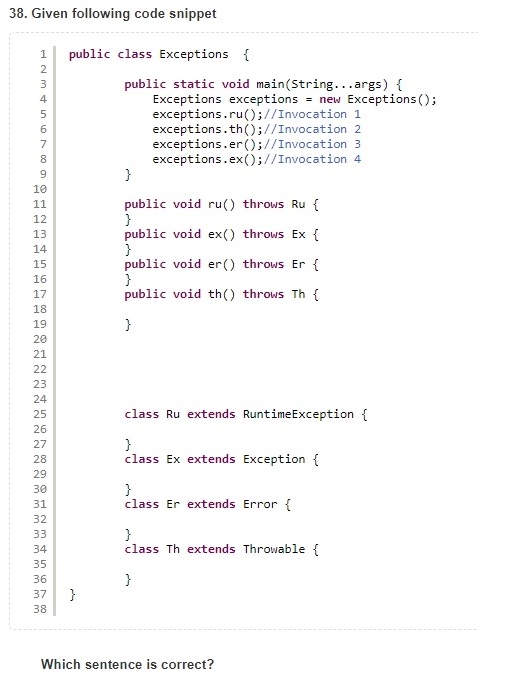 38. Given following code snippet
1 public class Exceptions {
2
3 public static void main(String...args) {
4 Exceptions exceptions = new Exceptions();
5 exceptions.ru();//Invocation 1
6 exceptions.th();//Invocation 2
7 exceptions.er();//Invocation 3
8 exceptions.ex();//Invocation 4
9 }
10
11 public void ru() throws Ru {
12 }
13 public void ex() throws Ex {
14 }
15 public void er() throws Er {
16 }
17 public void th() throws Th {
18
19 }
20
21
22
23
24
25 class Ru extends RuntimeException {
26
27 }
28 class Ex extends Exception {
29
30 }
31 class Er extends Error {
32
33 }
34 class Th extends Throwable {
35
36 }
37 }
38
Which sentence is correct?